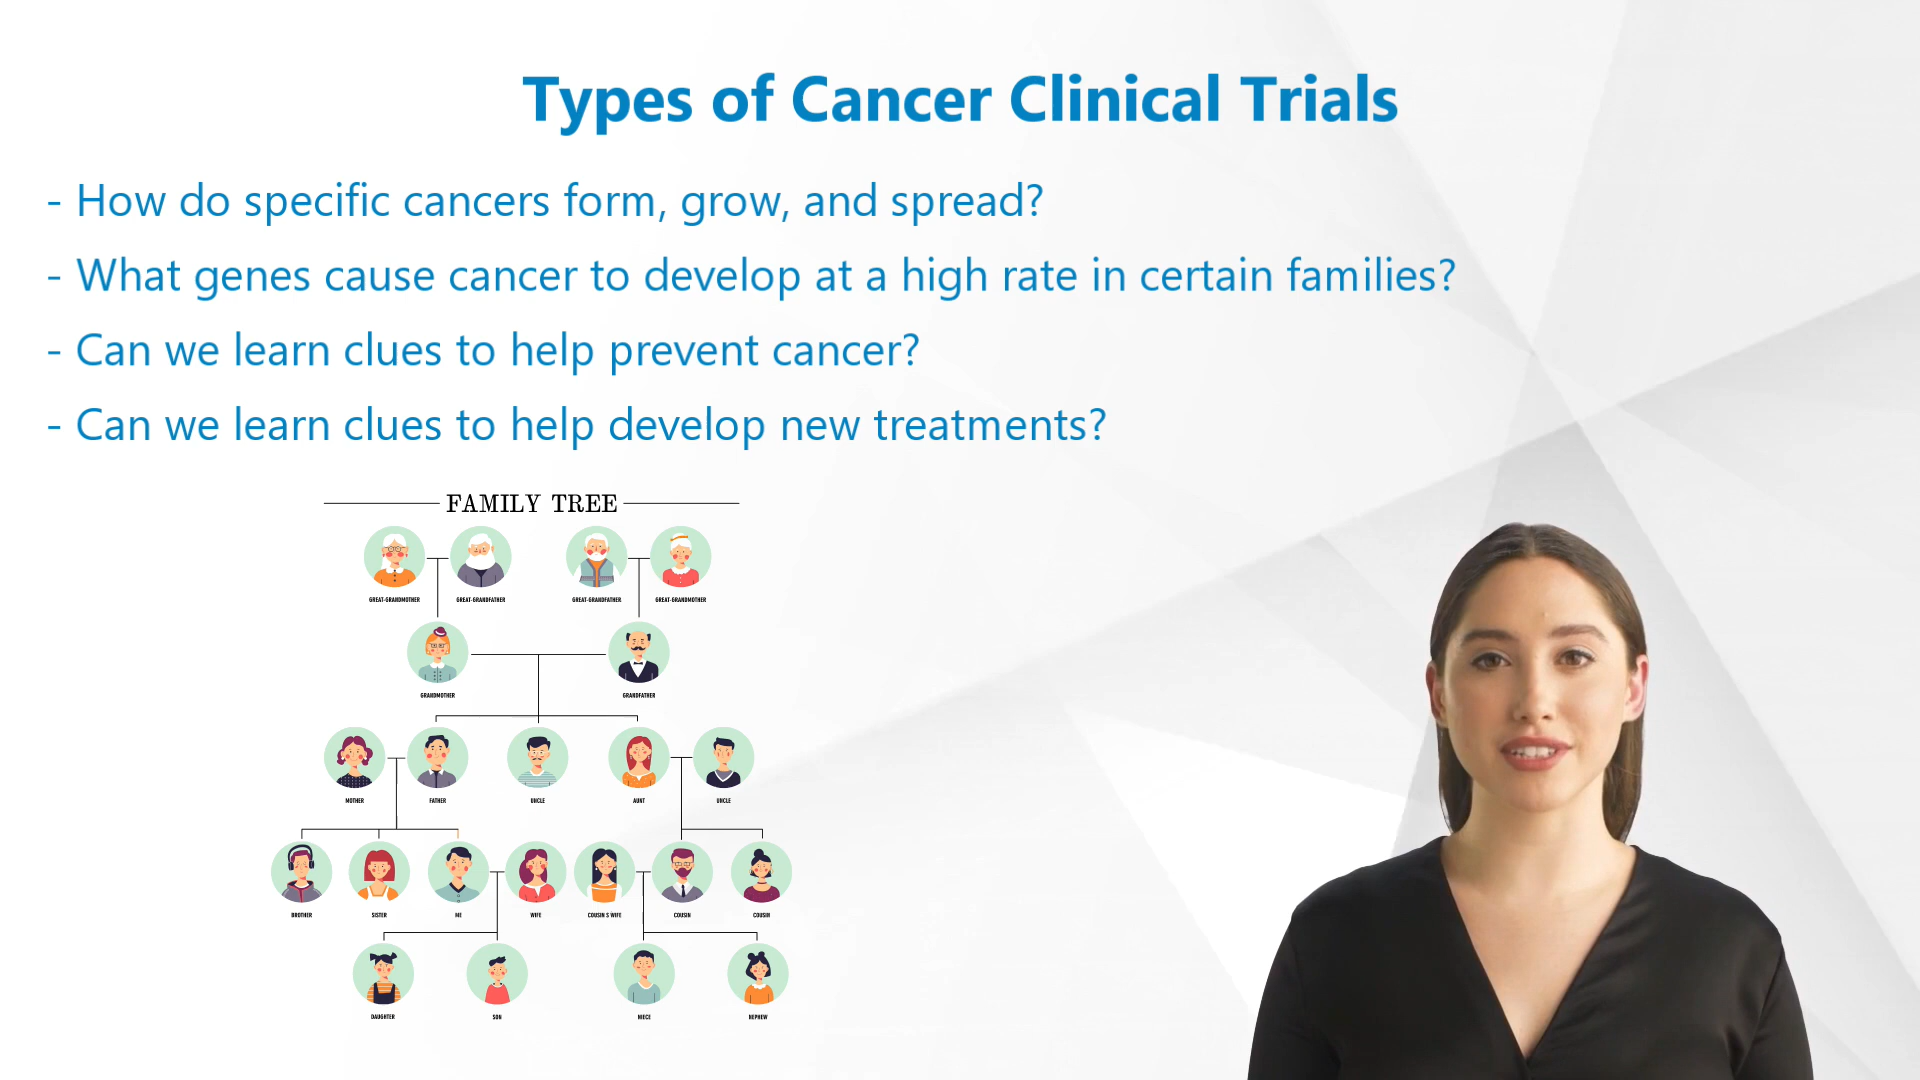 Types of Cancer Clinical Trials
- How do specific cancers form, grow, and spread?
- What genes cause cancer to develop at a high rate in certain families?
- Can we learn clues to help prevent cancer?
- Can we learn clues to help develop new treatments?
FAMILY TREE
GREAT-GRANDMOTHER GREAT-GRANDFATHER GREAT-GRANDFATHER GREAT-GRANDMOTHER
GRANDMOTHER GRANDFATHER
MOTHER FATHER UNCLE AUNT UNCLE
BROTHER SISTER ME WIFE COUSIN S WIFE COUSIN COUSIN
DAUGHTER SON NIECE NEPHEW